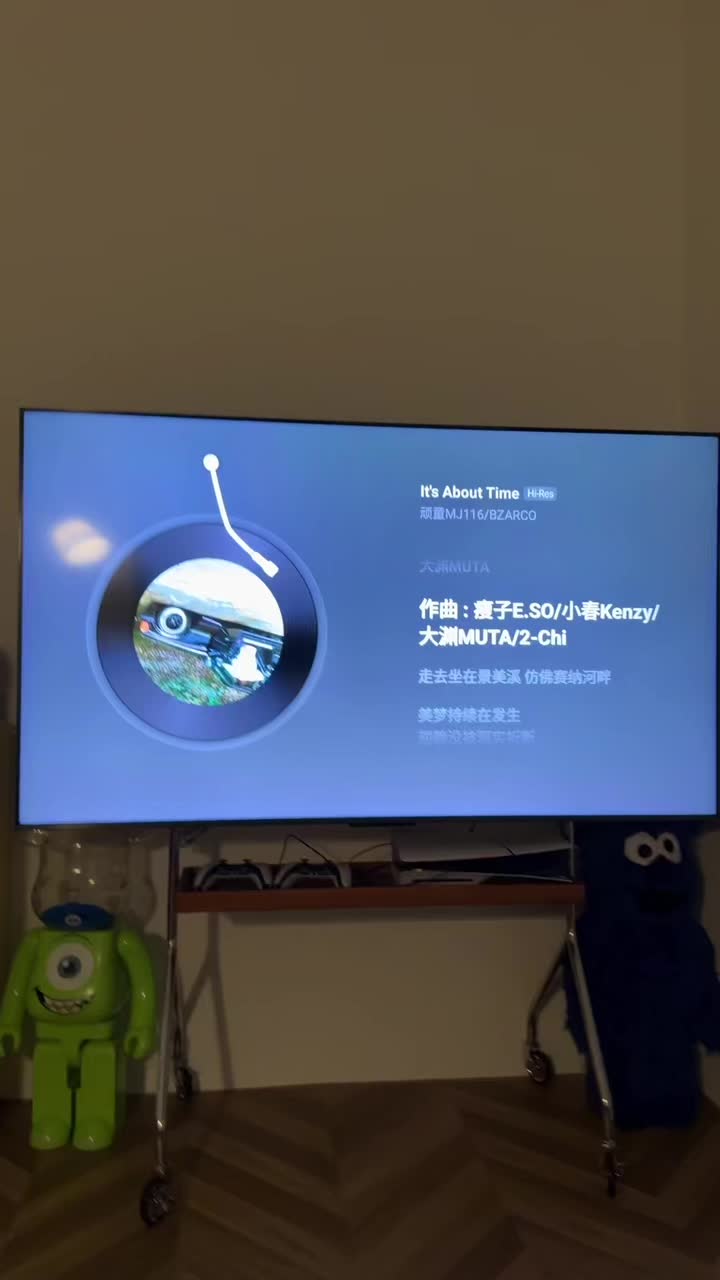 It's About Time Hi-Res
顽童MJ116/BZARCO
大渊MUTA
作曲 : 瘦子E.SO/小春Kenzy/
大渊MUTA/2-Chi
走去坐在景美溪 仿佛赛纳河畔
美梦持续在发生